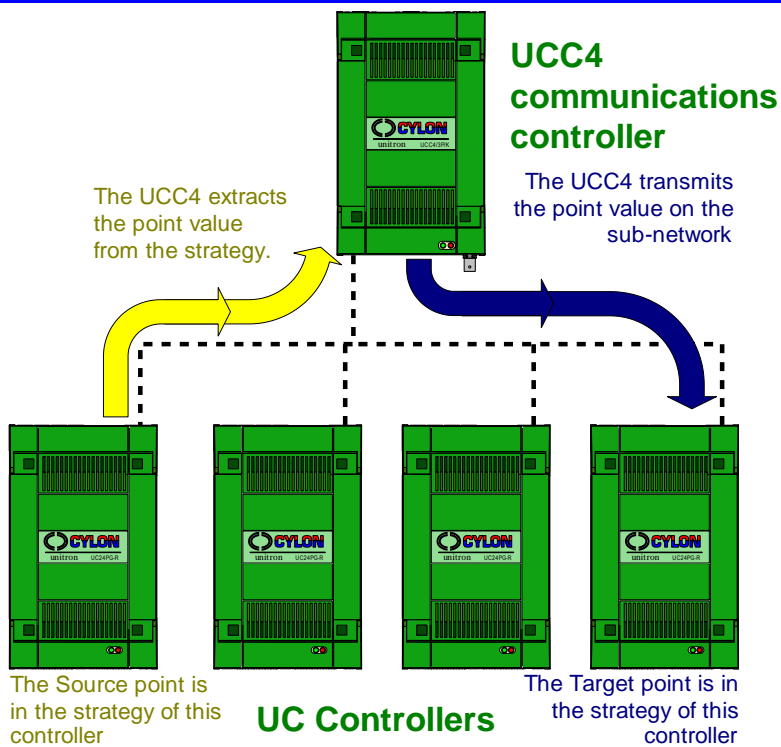 UCC4
communications
controller
CYLON
unitron UCC4/3PIK
The UCC4 extracts
the point value
from the strategy.
The UCC4 transmits
the point value on the
sub-network
CYLON
unitron UC24PG-R
CYLON
unitron UC24PG-R
CYLON
unitron UC24PG-R
CYLON
unitron UC24PG-R
The Source point is
in the strategy of this
controller
UC Controllers
The Target point is in
the strategy of this
controller